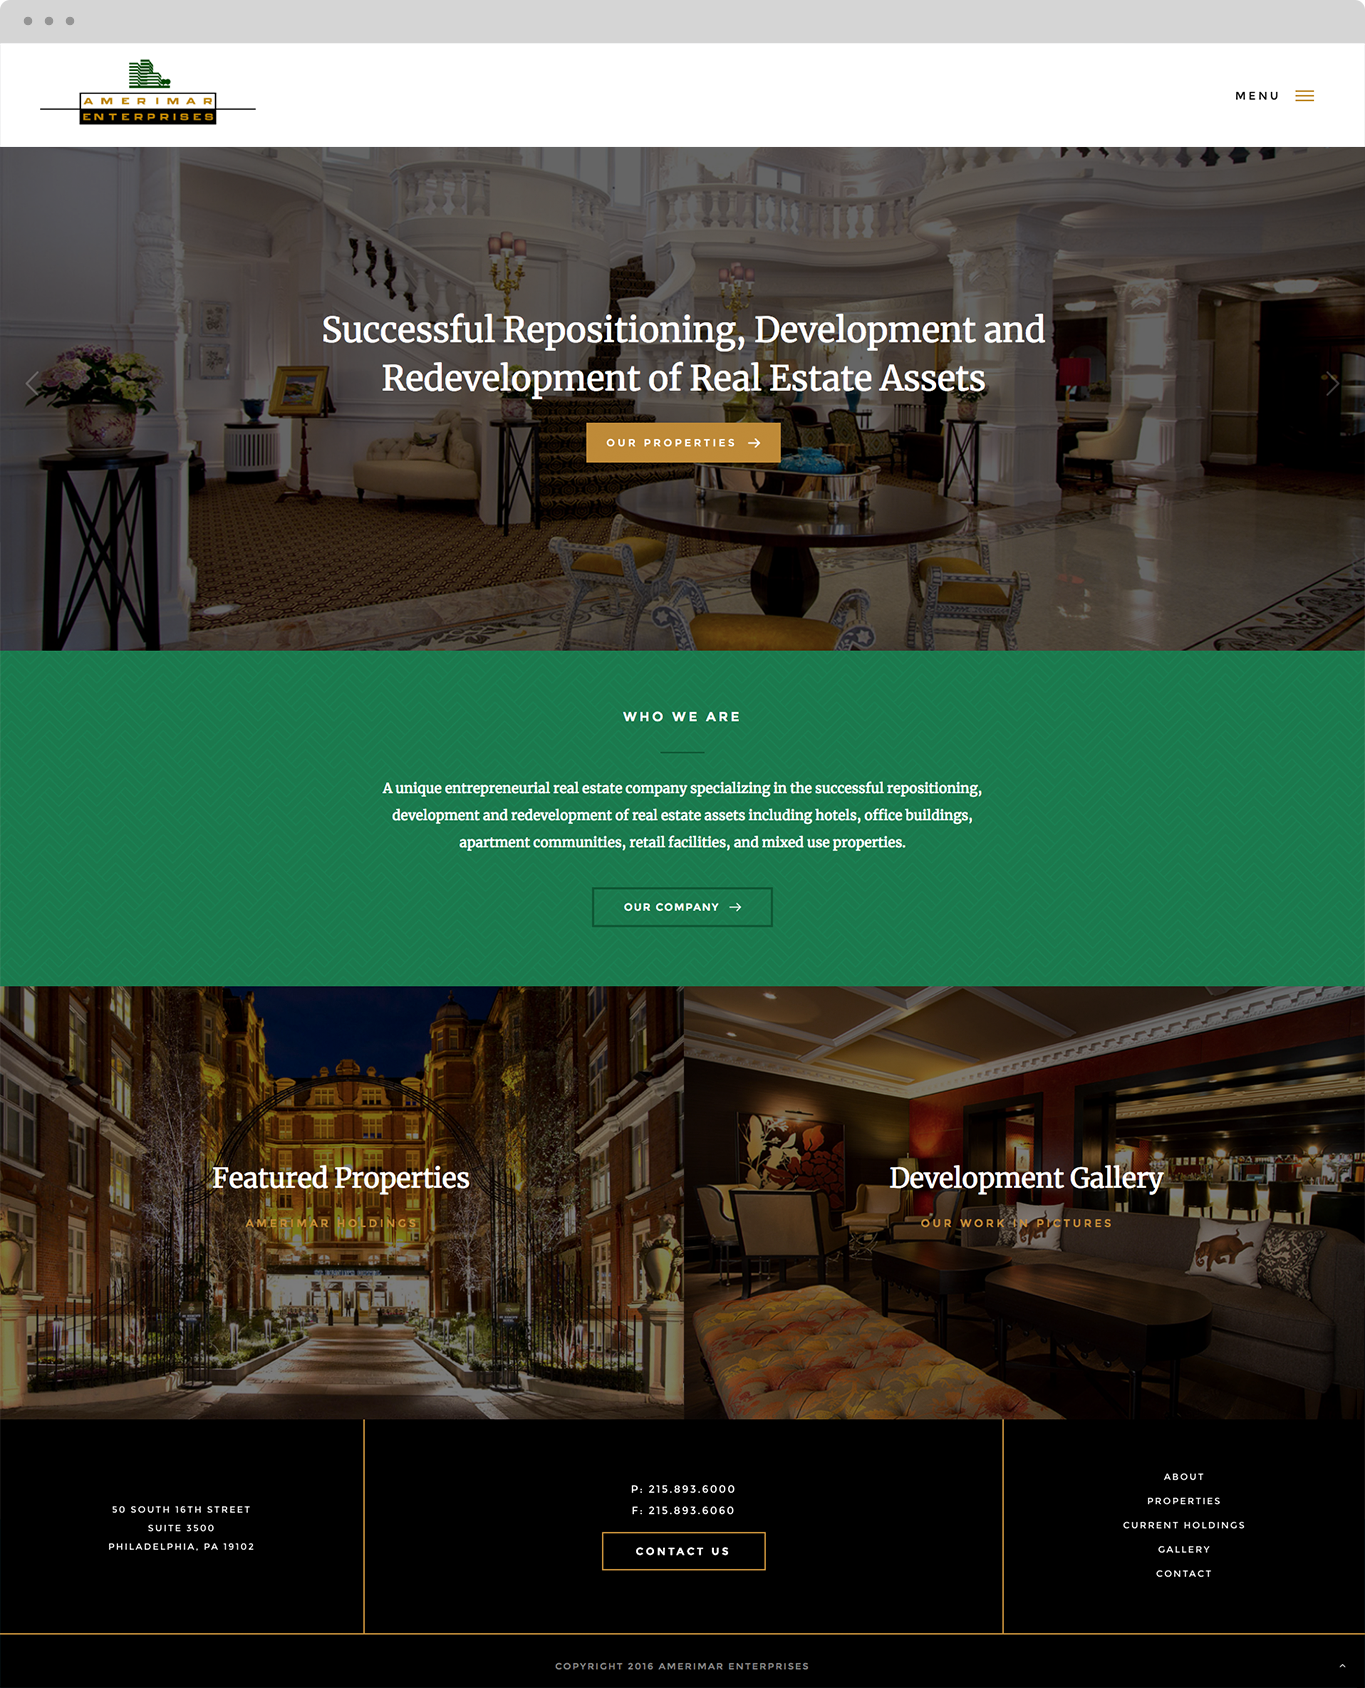 AMERIMAR
ENTERPRISES
MENU
Successful Repositioning, Development and
Redevelopment of Real Estate Assets
OUR PROPERTIES
WHO WE ARE
A unique entrepreneurial real estate company specializing in the successful repositioning,
development and redevelopment of real estate assets including hotels, office buildings,
apartment communities, retail facilities, and mixed use properties.
OUR COMPANY
Featured Properties
AMERIMAR HOLDINGS
Development Gallery
OUR WORK IN PICTURES
50 SOUTH 16TH STREET
SUITE 3500
PHILADELPHIA, PA 19102
P: 215.893.6000
F: 215.893.6060
CONTACT US
ABOUT
PROPERTIES
CURRENT HOLDINGS
GALLERY
CONTACT
COPYRIGHT 2016 AMERIMAR ENTERPRISES